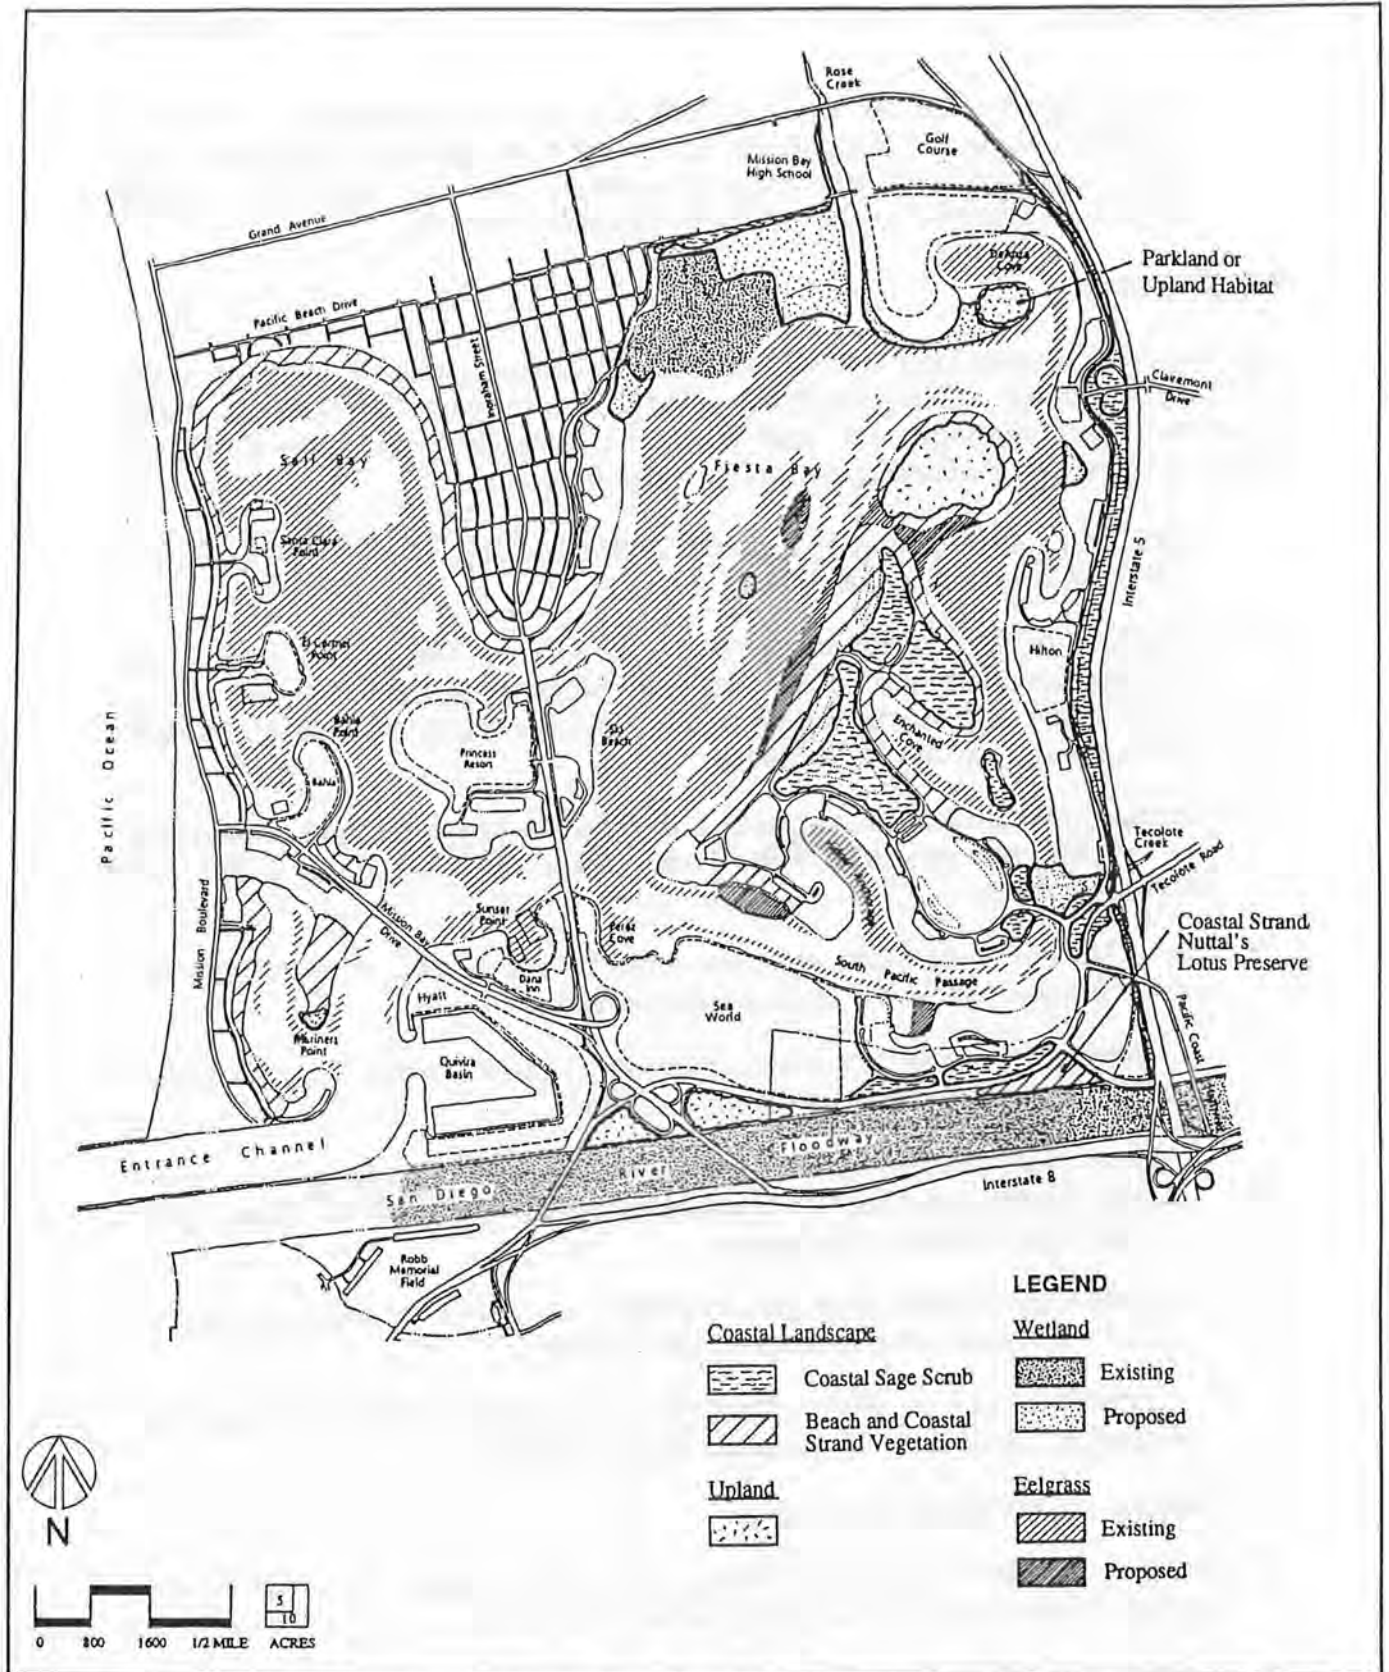 Rose
Creek
Golf
Course
Mission Bay
High School
Grand Avenue
DeAnza
Cove
Parkland or
Upland Habitat
Pacific Beach Drive
Ingraham Street
Clairemont
Drive
Sail Bay
Fiesta Bay
Santa Clara
Point
Interstate 5
El Carmel
Point
Hilton
Bahia
Point
Ski
Beach
Enchanted
Cove
Princess
Resort
Bahia
Pacific Ocean
Tecolote
Creek
Tecolote Road
Mission Boulevard
Mission Bay
Drive
Sunset
Point
Perez
Cove
Coastal Strand
Nuttal's
Lotus Preserve
South Pacific Passage
Dana
Inn
Hyatt
Sea
World
Pacific Coast
Mariners
Point
Quivira
Basin
Entrance Channel
San Diego River Floodway
Interstate 8
Robb
Memorial
Field
LEGEND
Coastal Landscape
Coastal Sage Scrub
Beach and Coastal
Strand Vegetation
Upland
Wetland
Existing
Proposed
Eelgrass
Existing
Proposed
N
0 800 1600 1/2 MILE
5
10
ACRES